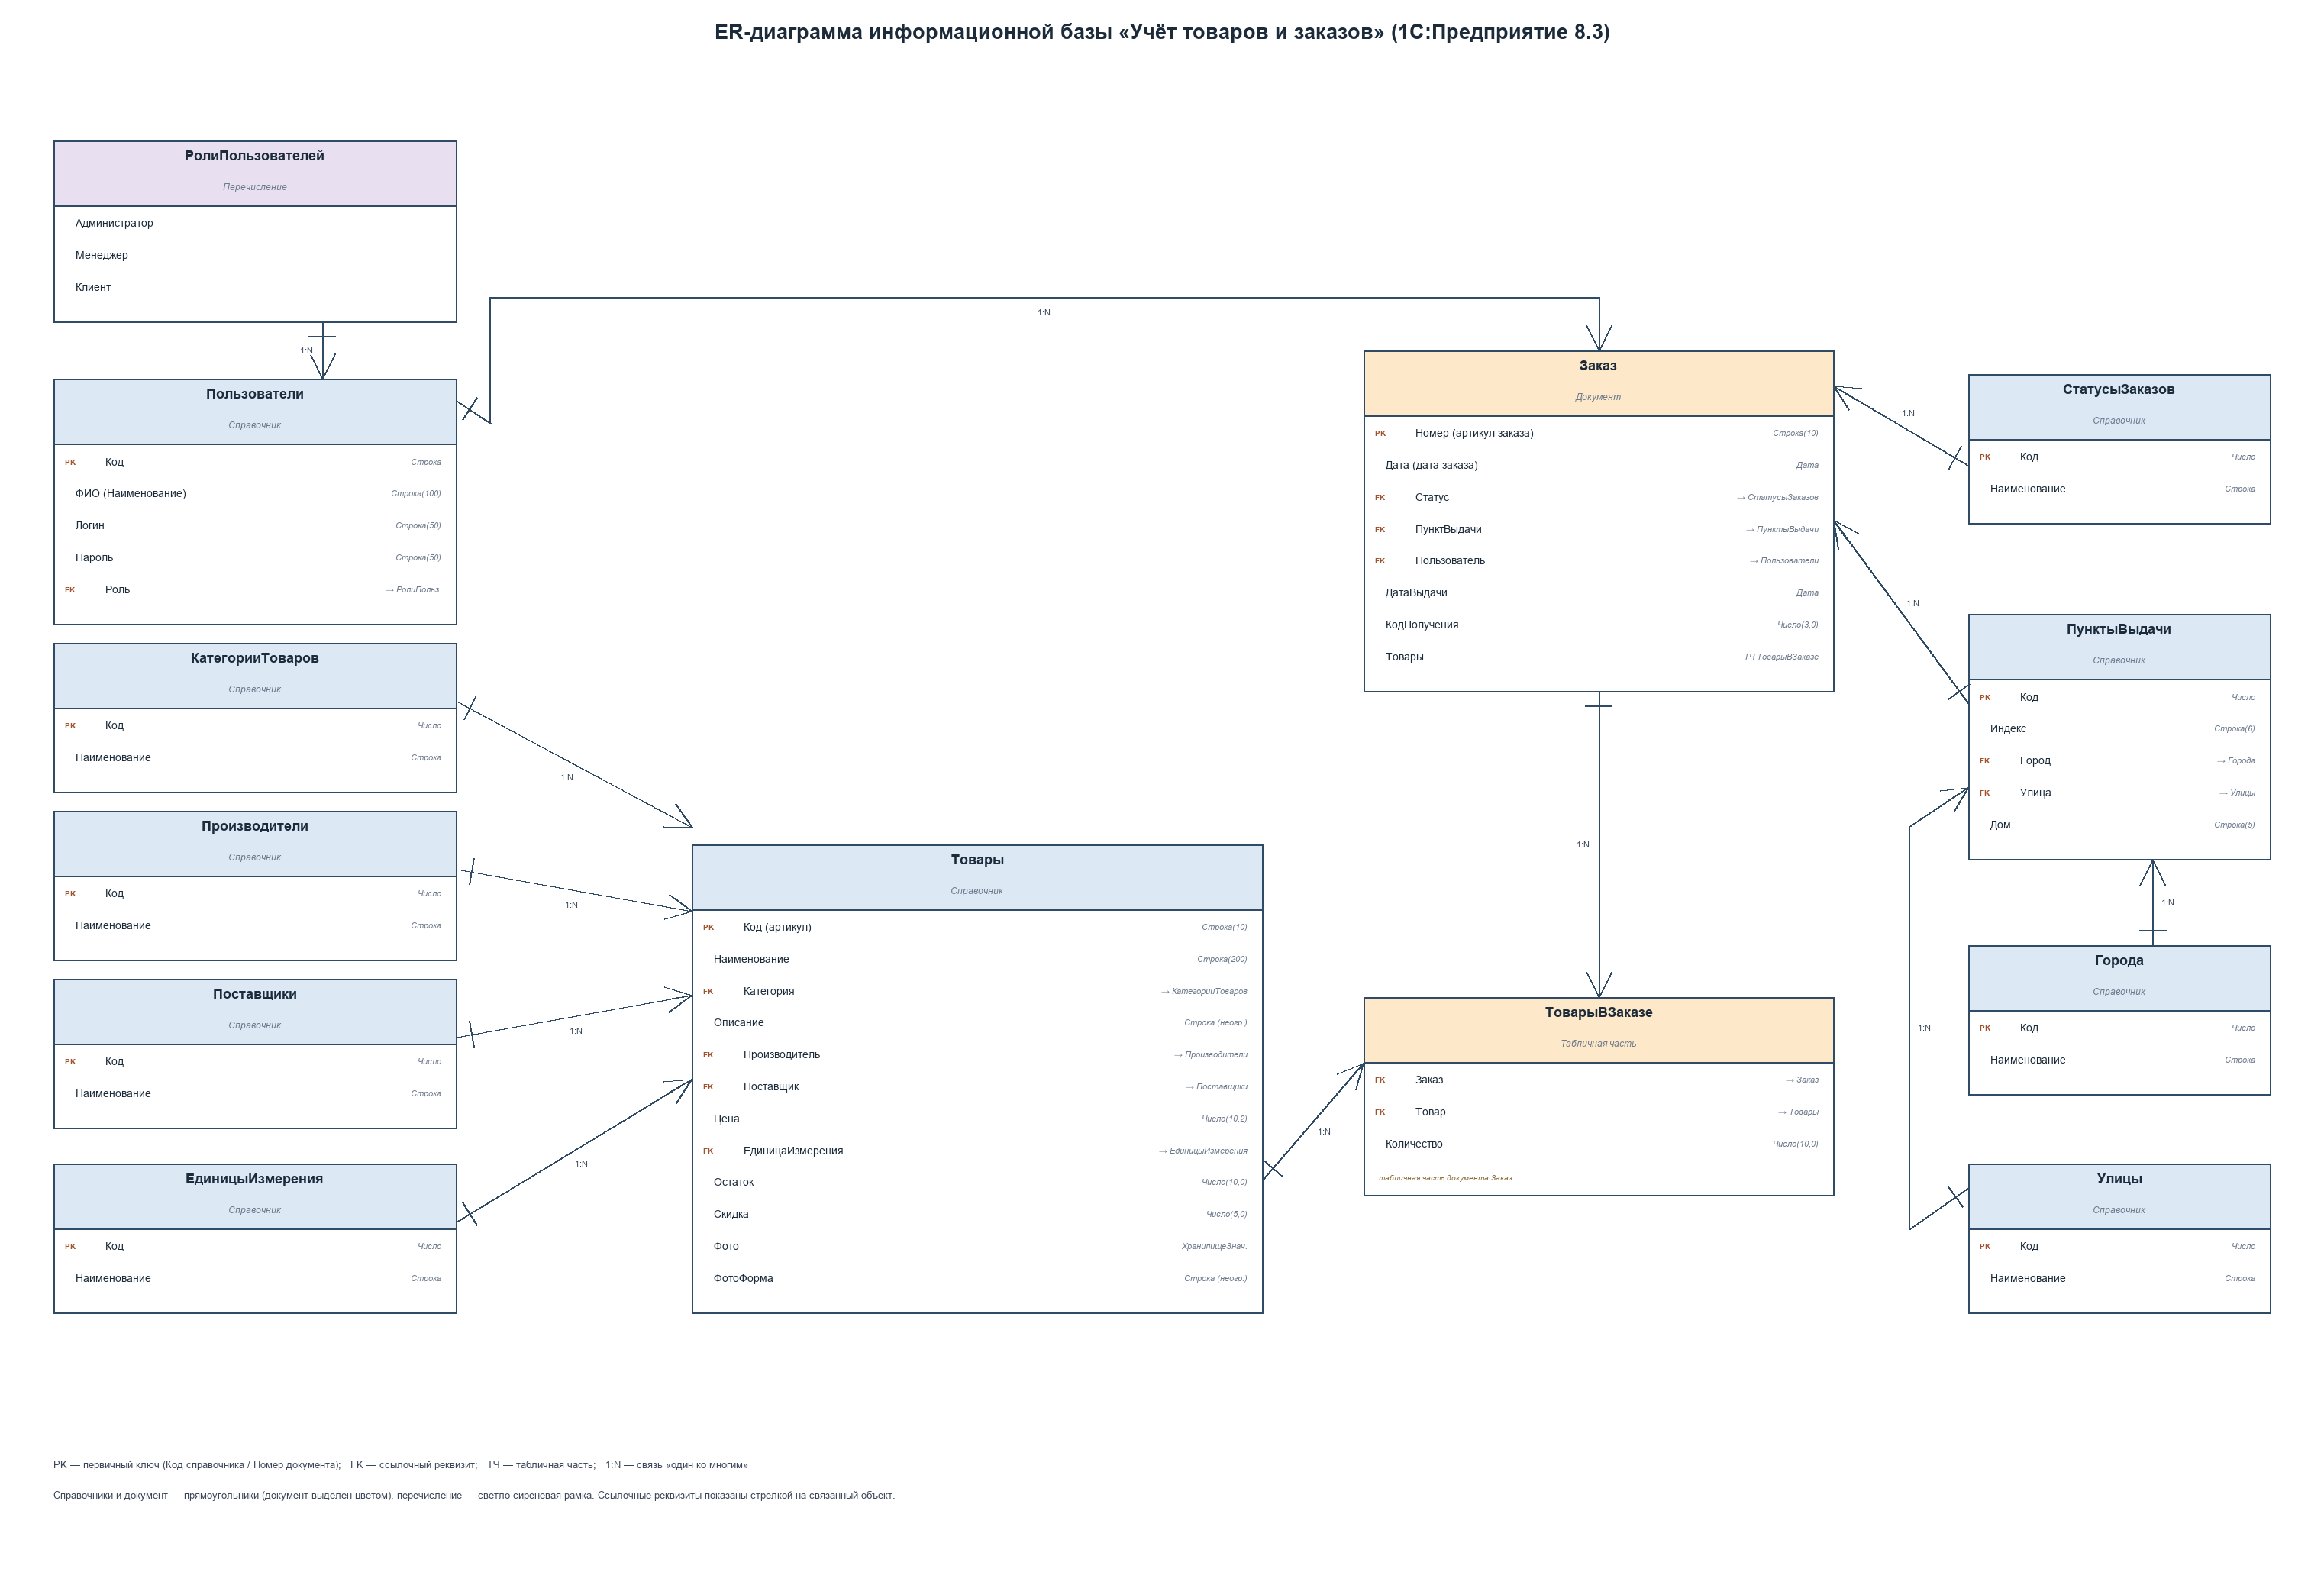 ER-диаграмма информационной базы «Учёт товаров и заказов» (1С:Предприятие 8.3)
РолиПользователей
Перечисление
Администратор
Менеджер
Клиент
1:N
Пользователи
Справочник
PK Код Строка
ФИО (Наименование) Строка(100)
Логин Строка(50)
Пароль Строка(50)
FK Роль → РолиПольз.
1:N
КатегорииТоваров
Справочник
PK Код Число
Наименование Строка
1:N
Производители
Справочник
PK Код Число
Наименование Строка
1:N
Поставщики
Справочник
PK Код Число
Наименование Строка
1:N
ЕдиницыИзмерения
Справочник
PK Код Число
Наименование Строка
1:N
Товары
Справочник
PK Код (артикул) Строка(10)
Наименование Строка(200)
FK Категория → КатегорииТоваров
Описание Строка (неогр.)
FK Производитель → Производители
FK Поставщик → Поставщики
Цена Число(10,2)
FK ЕдиницаИзмерения → ЕдиницыИзмерения
Остаток Число(10,0)
Скидка Число(5,0)
Фото ХранилищеЗнач.
ФотоФорма Строка (неогр.)
1:N
Заказ
Документ
PK Номер (артикул заказа) Строка(10)
Дата (дата заказа) Дата
FK Статус → СтатусыЗаказов
FK ПунктВыдачи → ПунктыВыдачи
FK Пользователь → Пользователи
ДатаВыдачи Дата
КодПолучения Число(3,0)
Товары ТЧ ТоварыВЗаказе
1:N
ТоварыВЗаказе
Табличная часть
FK Заказ → Заказ
FK Товар → Товары
Количество Число(10,0)
табличная часть документа Заказ
1:N
СтатусыЗаказов
Справочник
PK Код Число
Наименование Строка
1:N
ПунктыВыдачи
Справочник
PK Код Число
Индекс Строка(6)
FK Город → Города
FK Улица → Улицы
Дом Строка(5)
1:N
Города
Справочник
PK Код Число
Наименование Строка
1:N
Улицы
Справочник
PK Код Число
Наименование Строка
PK — первичный ключ (Код справочника / Номер документа); FK — ссылочный реквизит; ТЧ — табличная часть; 1:N — связь «один ко многим»
Справочники и документ — прямоугольники (документ выделен цветом), перечисление — светло-сиреневая рамка. Ссылочные реквизиты показаны стрелкой на связанный объект.